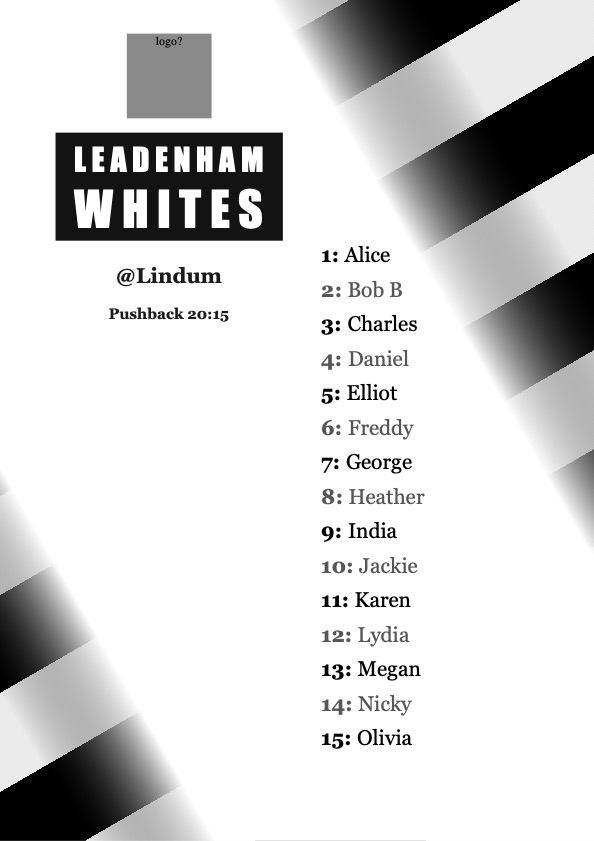 logo?
LEADENHAM
WHITES
@Lindum
Pushback 20:15
1: Alice
2: Bob B
3: Charles
4: Daniel
5: Elliot
6: Freddy
7: George
8: Heather
9: India
10: Jackie
11: Karen
12: Lydia
13: Megan
14: Nicky
15: Olivia